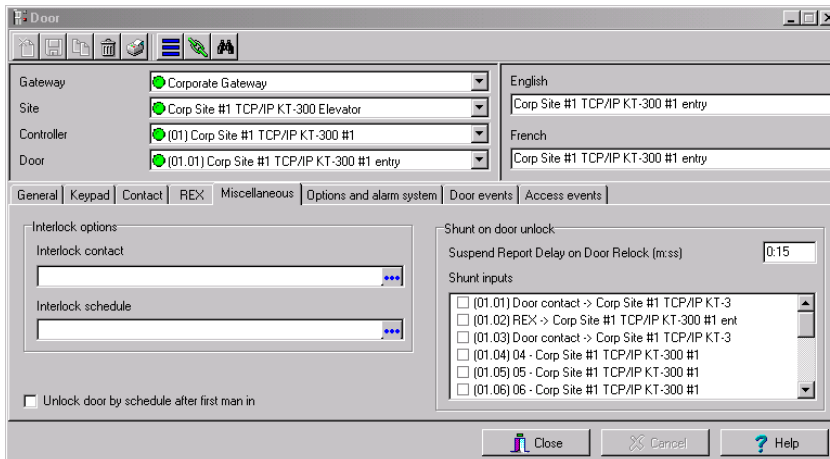 Door
Gateway
Corporate Gateway
Site
Corp Site #1 TCP/IP KT-300 Elevator
Controller
(01) Corp Site #1 TCP/IP KT-300 #1
Door
(01.01) Corp Site #1 TCP/IP KT-300 #1 entry
English
Corp Site #1 TCP/IP KT-300 #1 entry
French
Corp Site #1 TCP/IP KT-300 #1 entry
General Keypad Contact REX Miscellaneous Options and alarm system Door events Access events
Interlock options
Interlock contact
Interlock schedule
Unlock door by schedule after first man in
Shunt on door unlock
Suspend Report Delay on Door Relock (m:ss) 0:15
Shunt inputs
(01.01) Door contact -> Corp Site #1 TCP/IP KT-3
(01.02) REX -> Corp Site #1 TCP/IP KT-300 #1 ent
(01.03) Door contact -> Corp Site #1 TCP/IP KT-3
(01.04) 04 - Corp Site #1 TCP/IP KT-300 #1
(01.05) 05 - Corp Site #1 TCP/IP KT-300 #1
(01.06) 06 - Corp Site #1 TCP/IP KT-300 #1
Close Cancel Help